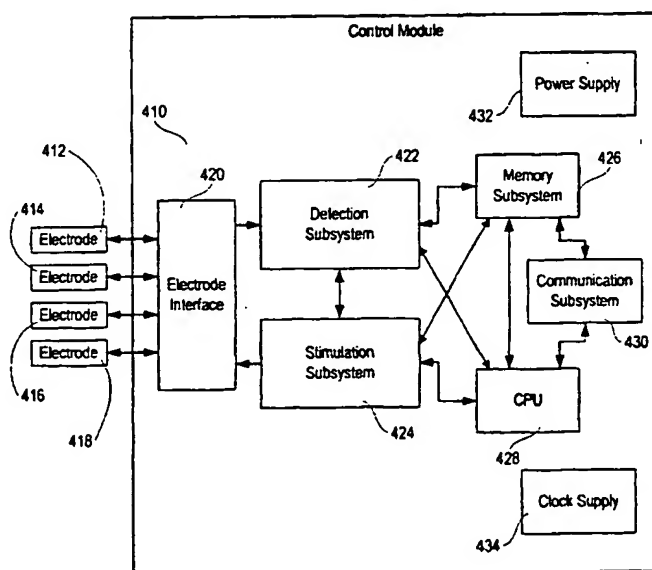 Control Module
Power Supply
432
410
412
420
422
Memory
Subsystem
426
414
Detection
Subsystem
Electrode
Electrode
Electrode
Electrode
Electrode
Interface
Communication
Subsystem
430
Stimulation
Subsystem
416
418
424
CPU
428
Clock Supply
434